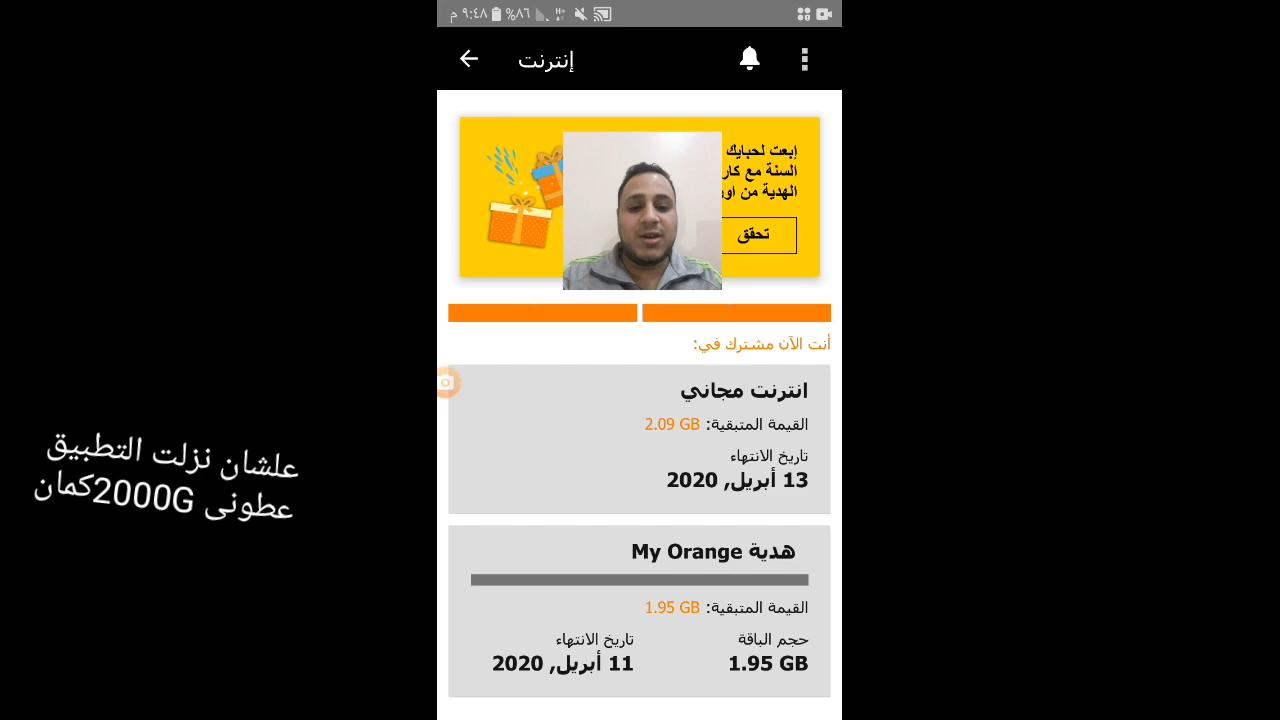 ٩:٤٨ م
%٨٦
H+
إنترنت
إبعت لحبايك
السنة مع كار
الهدية من اور
تحقق
أنت الآن مشترك في:
انترنت مجاني
القيمة المتبقية: 2.09 GB
تاريخ الانتهاء
13 أبريل, 2020
هدية My Orange
القيمة المتبقية: 1.95 GB
حجم الباقة
1.95 GB
تاريخ الانتهاء
11 أبريل, 2020
علشان نزلت التطبيق
عطونى 2000Gكمان